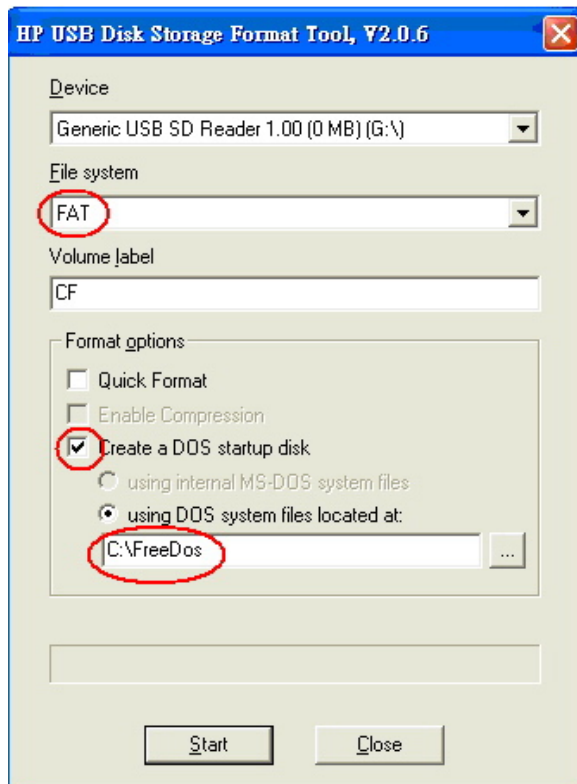 HP USB Disk Storage Format Tool, V2.0.6
Device
Generic USB SD Reader 1.00 (0 MB) (G:\)
File system
FAT
Volume label
CF
Format options
Quick Format
Enable Compression
Create a DOS startup disk
using internal MS-DOS system files
using DOS system files located at:
C:\FreeDos
...
Start
Close